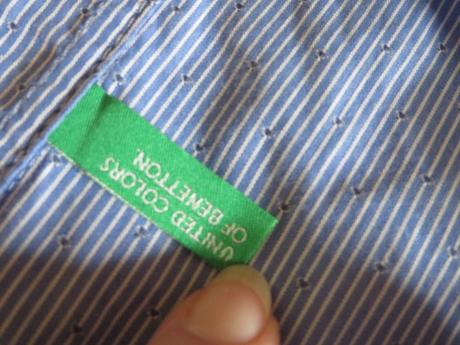 UNITED COLORS
OF BENETTON.